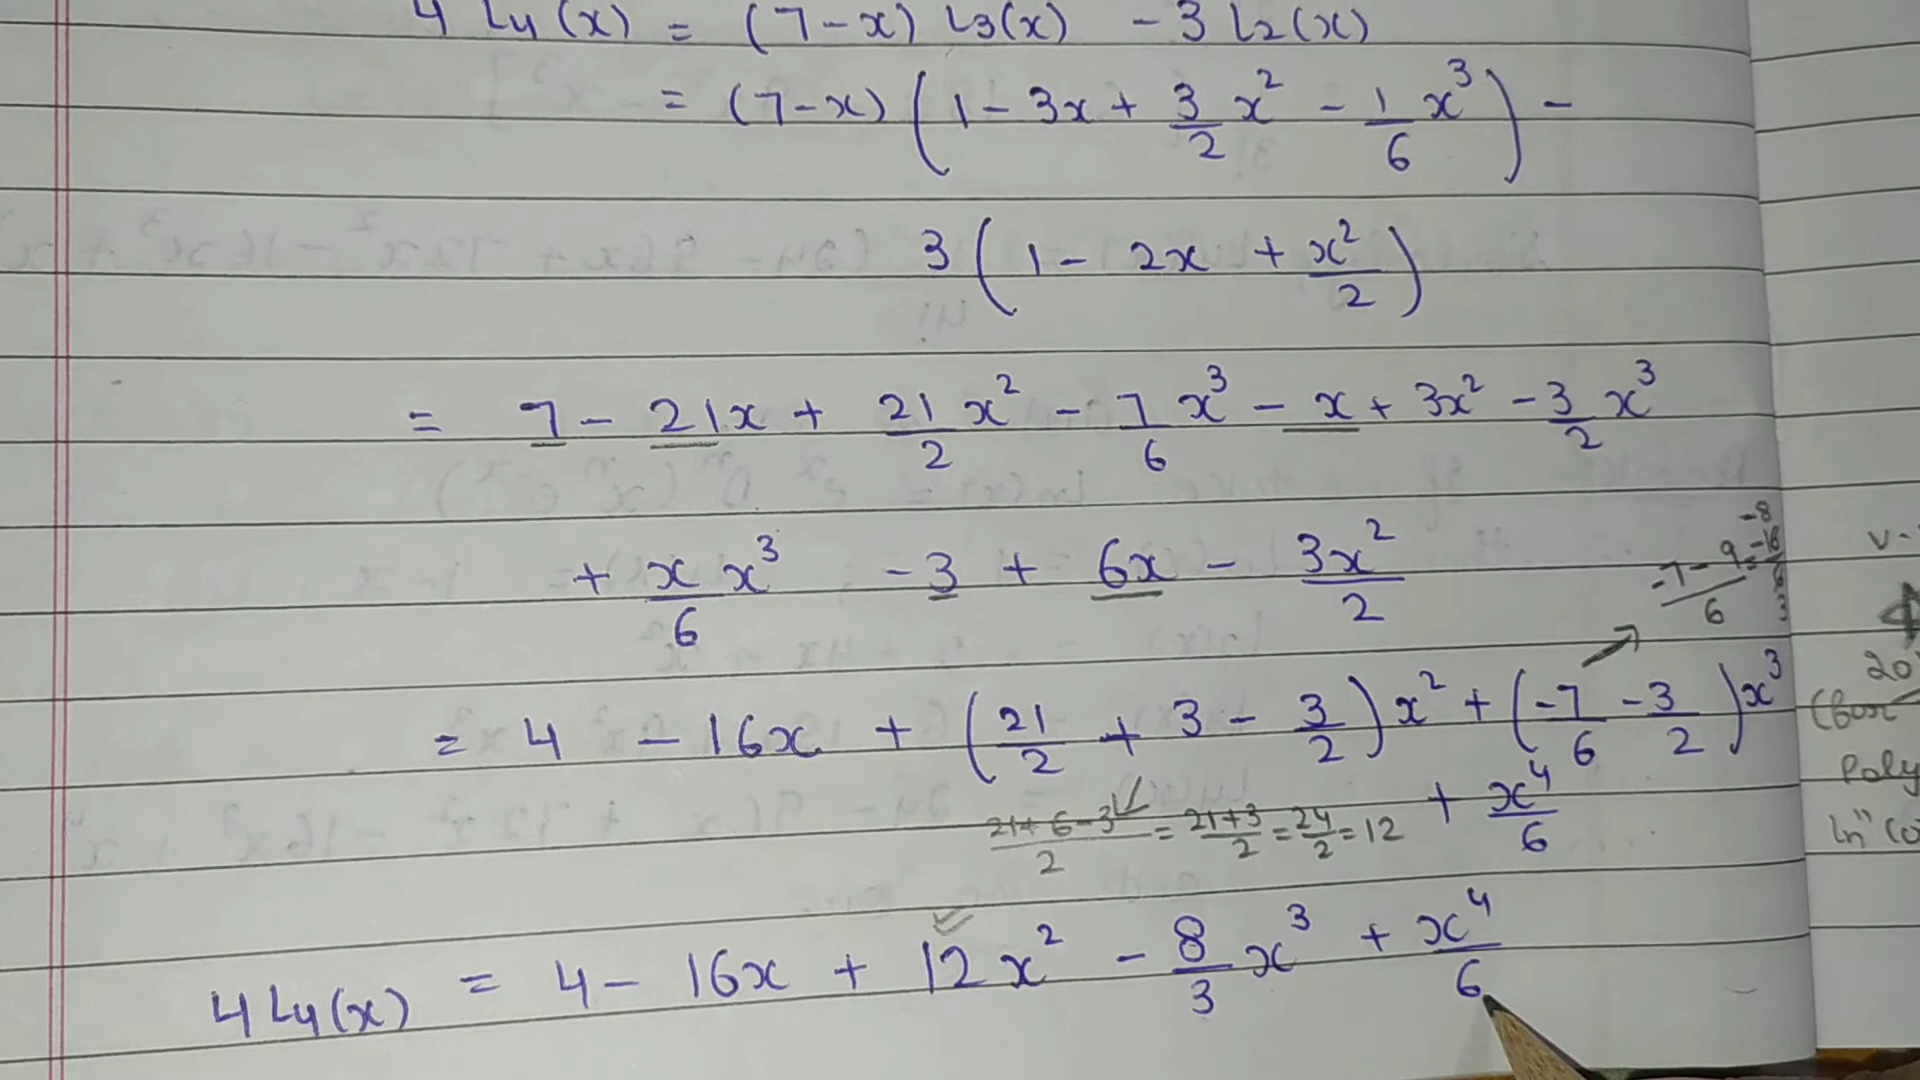 4 L4(x) = (7-x) L3(x) - 3 L2(x)
= (7-x) (1 - 3x + 3/2 x² - 1/6 x³) -
3 (1 - 2x + x²/2)
= 7 - 21x + 21/2 x² - 7/6 x³ - x + 3x² - 3/2 x³
+ x/6 x³ - 3 + 6x - 3x²/2
= 4 - 16x + (21/2 + 3 - 3/2) x² + (-7/6 - 3/2) x³
-7-9/6 = -16/6 -8/3
+ x⁴/6
21+6-3/2 = 21+3/2 = 24/2 = 12
4 L4(x) = 4 - 16x + 12x² - 8/3 x³ + x⁴/6